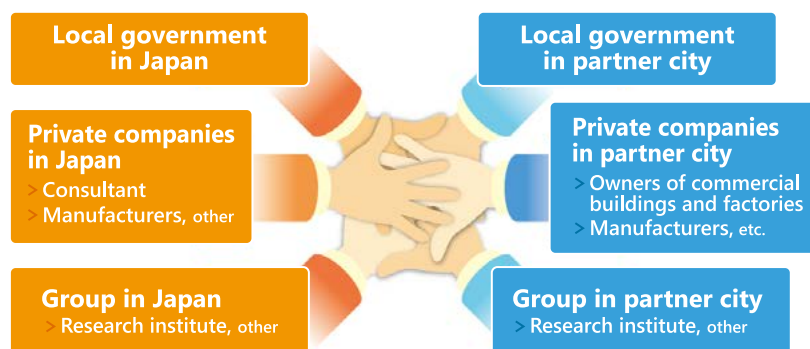 Local government
in Japan
Local government
in partner city
Private companies
in Japan
> Consultant
> Manufacturers, other
Private companies
in partner city
> Owners of commercial
buildings and factories
> Manufacturers, etc.
Group in Japan
> Research institute, other
Group in partner city
> Research institute, other